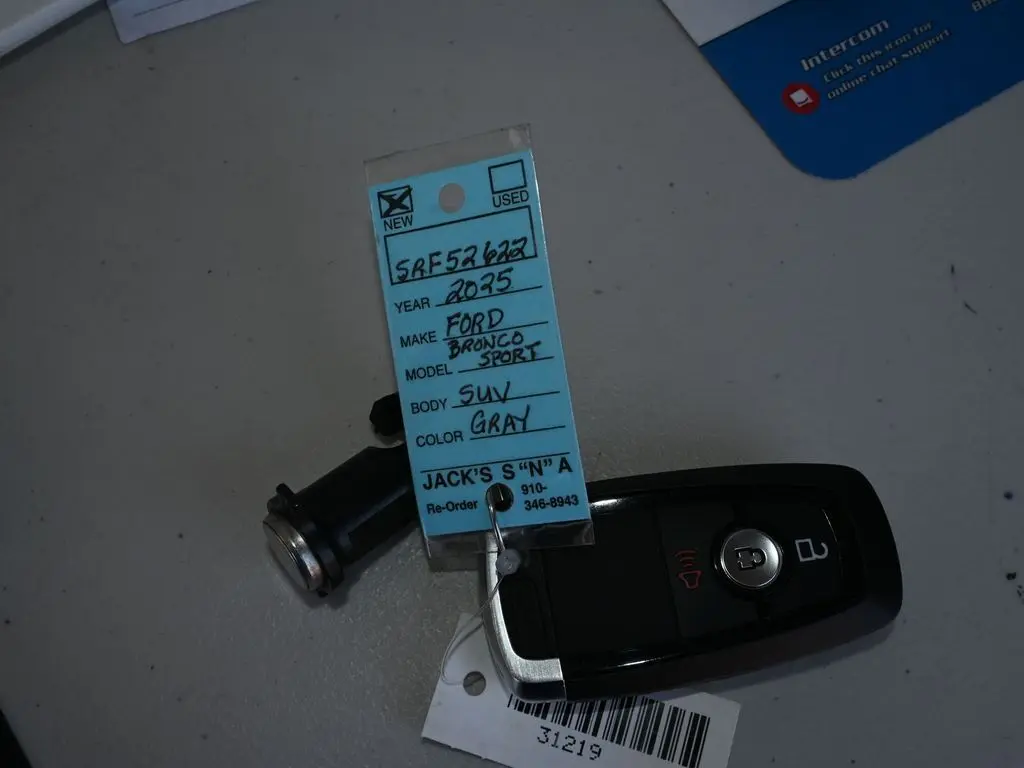 Intercom
Click this icon for
online chat support
NEW
USED
SRF52622
YEAR 2025
MAKE FORD
BRONCO
MODEL SPORT
BODY SUV
COLOR GRAY
JACK'S S "N" A
Re-Order 910-
346-8943
31219